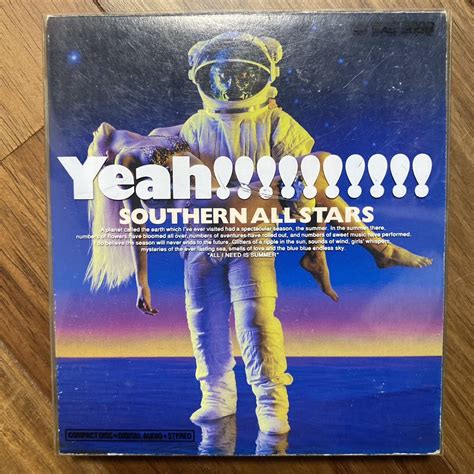 Yeah!!!!!!!!!!
SOUTHERN ALL STARS
A planet called the earth which I've ever visited had a spectacular season, the summer. In the summer there,
numbers of flowers have bloomed all over, numbers of aventures have rolled out, and numbers of sweet music have performed.
do believe the season will never ends to the future. Glitters of a ripple in the sun, sounds of wind, girls' whispers,
mysteries of the ever lasting sea, smells of love and the blue blue endless sky.
"ALL I NEED IS SUMMER"
COMPACT DISC DIGITAL AUDIO STEREO